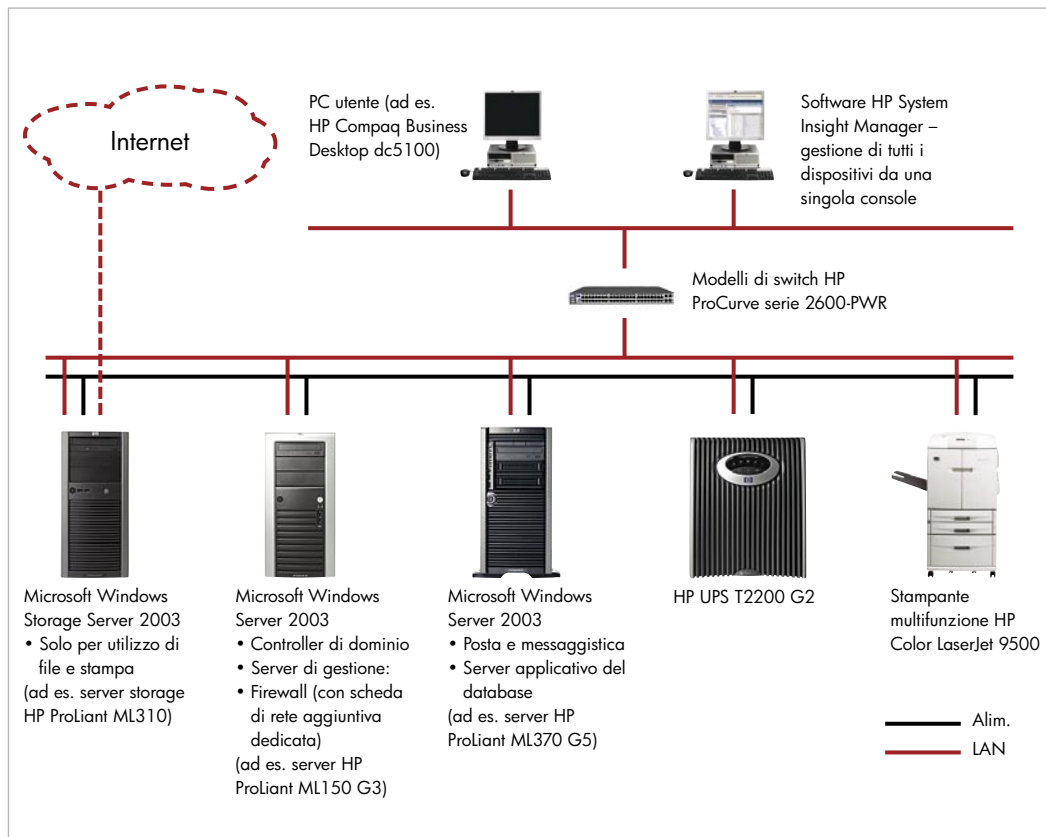 Internet
PC utente (ad es.
HP Compaq Business
Desktop dc5100)
Software HP System
Insight Manager –
gestione di tutti i
dispositivi da una
singola console
Modelli di switch HP
ProCurve serie 2600-PWR
Microsoft Windows
Storage Server 2003
• Solo per utilizzo di
file e stampa
(ad es. server storage
HP ProLiant ML310)
Microsoft Windows
Server 2003
• Controller di dominio
• Server di gestione:
• Firewall (con scheda
di rete aggiuntiva
dedicata)
(ad es. server HP
ProLiant ML150 G3)
Microsoft Windows
Server 2003
• Posta e messaggistica
• Server applicativo del
database
(ad es. server HP
ProLiant ML370 G5)
HP UPS T2200 G2
Stampante
multifunzione HP
Color LaserJet 9500
Alim.
LAN